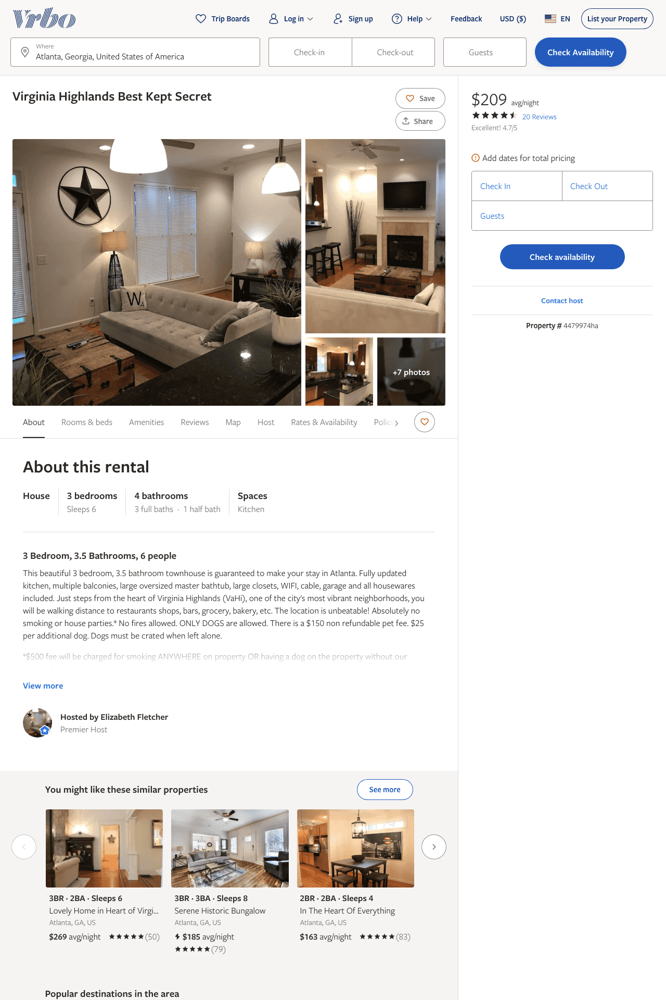 Vrbo
Trip Boards
Log in
Sign up
Help
Feedback
USD ($)
EN
List your Property
Where
Atlanta, Georgia, United States of America
Check-in
Check-out
Guests
Check Availability
Virginia Highlands Best Kept Secret
Save
Share
W4
+7 photos
$209 avg/night
20 Reviews
Excellent! 4.7/5
Add dates for total pricing
Check In
Check Out
Guests
Check availability
Contact host
Property # 4479974ha
About
Rooms & beds
Amenities
Reviews
Map
Host
Rates & Availability
About this rental
House
3 bedrooms
Sleeps 6
4 bathrooms
3 full baths · 1 half bath
Spaces
Kitchen
3 Bedroom, 3.5 Bathrooms, 6 people
This beautiful 3 bedroom, 3.5 bathroom townhouse is guaranteed to make your stay in Atlanta. Fully updated
kitchen, multiple balconies, large oversized master bathtub, large closets, WIFI, cable, garage and all housewares
included. Just steps from the heart of Virginia Highlands (VaHi), one of the city's most vibrant neighborhoods, you
will be walking distance to restaurants shops, bars, grocery, bakery, etc. The location is unbeatable! Absolutely no
smoking or house parties.* No fires allowed. ONLY DOGS are allowed. There is a $150 non refundable pet fee. $25
per additional dog. Dogs must be crated when left alone.
*$500 fee will be charged for smoking ANYWHERE on property OR having a dog on the property without our
View more
Hosted by Elizabeth Fletcher
Premier Host
You might like these similar properties
See more
3BR · 2BA · Sleeps 6
Lovely Home in Heart of Virgi...
Atlanta, GA, US
$269 avg/night (50)
3BR · 3BA · Sleeps 8
Serene Historic Bungalow
Atlanta, GA, US
$185 avg/night
(79)
2BR · 2BA · Sleeps 4
In The Heart Of Everything
Atlanta, GA, US
$163 avg/night (83)
Popular destinations in the area